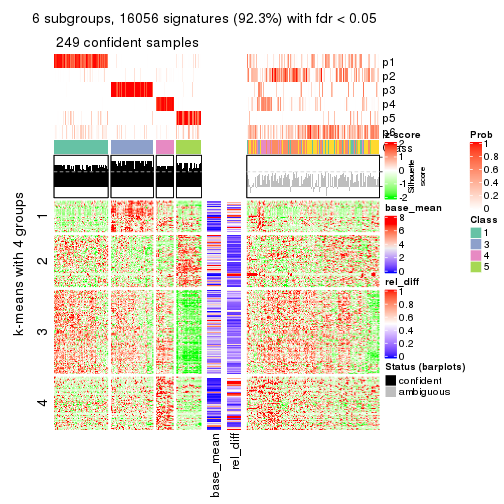 6 subgroups, 16056 signatures (92.3%) with fdr < 0.05
249 confident samples
p1
p2
p3
p4
p5
p6
Class
z-score
2
1
0
-1
-2
Silhouette
score
Prob
1
0.8
0.6
0.4
0.2
0
base_mean
8
6
4
2
0
Class
1
3
4
5
rel_diff
1
0.8
0.6
0.4
0.2
0
Status (barplots)
confident
ambiguous
k-means with 4 groups
1
2
3
4
base_mean
rel_diff